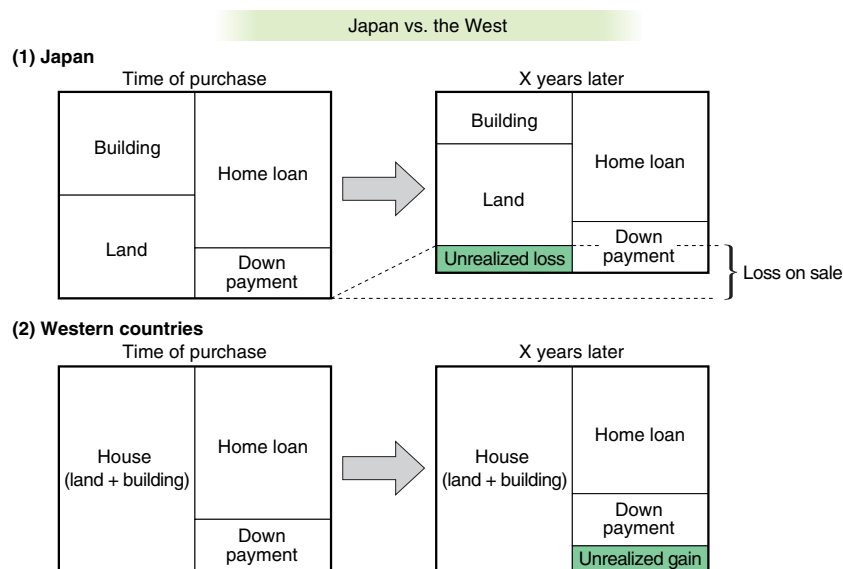 Japan vs. the West
(1) Japan
Time of purchase
X years later
Building
Home loan
Land
Down
payment
Building
Home loan
Land
Down
payment
Unrealized loss
Loss on sale
(2) Western countries
Time of purchase
X years later
House
(land + building)
Home loan
Down
payment
House
(land + building)
Home loan
Down
payment
Unrealized gain